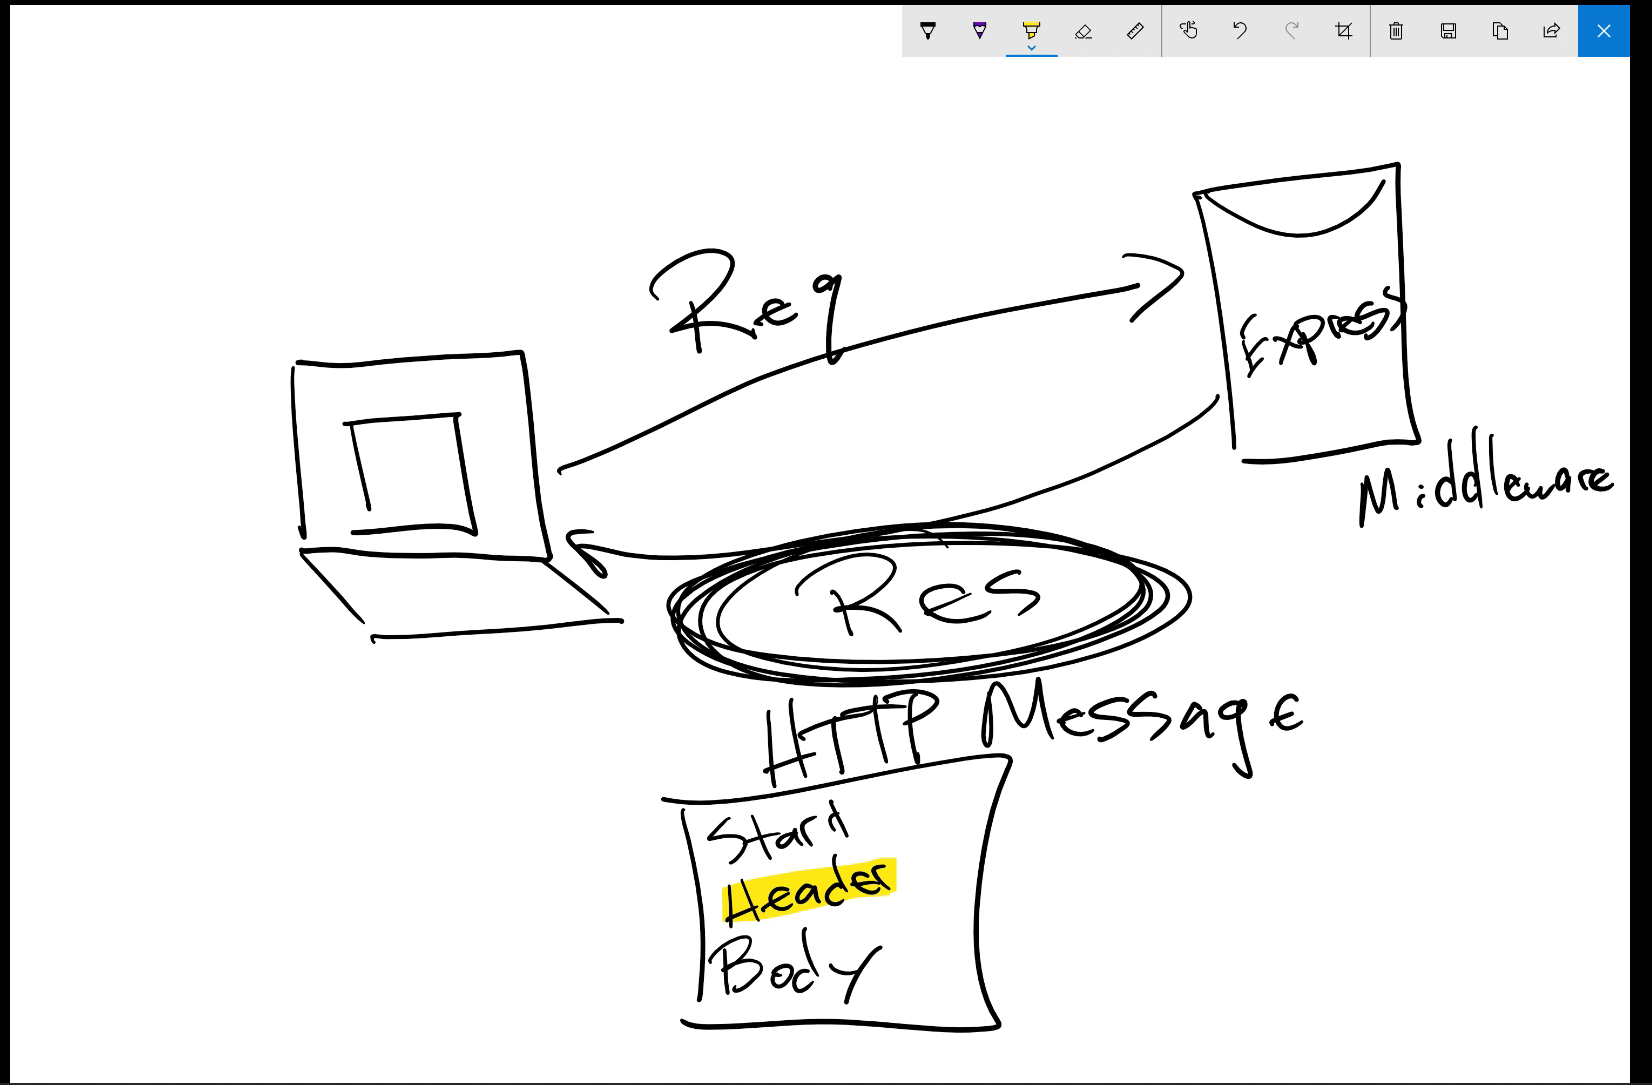 Req
Express
Middleware
Res
HTTP Message
Start
Header
Body